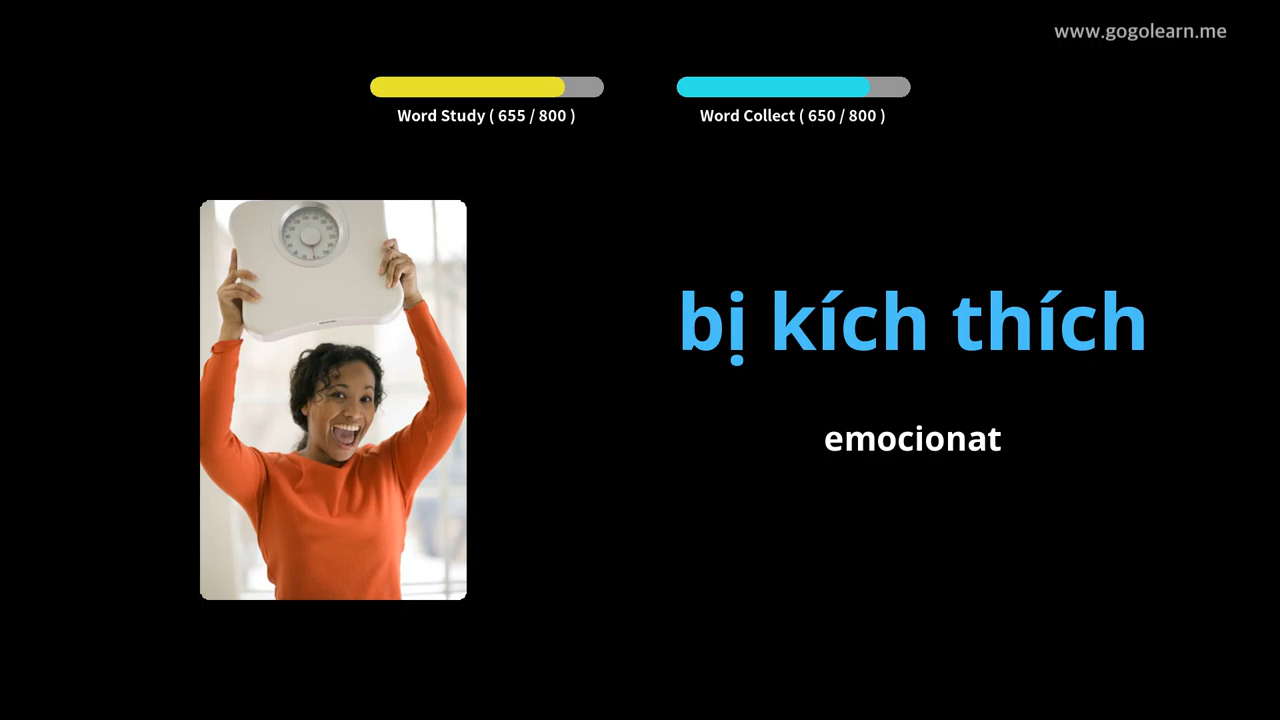 www.gogolearn.me
Word Study ( 655 / 800 )
Word Collect ( 650 / 800 )
bị kích thích
emocionat